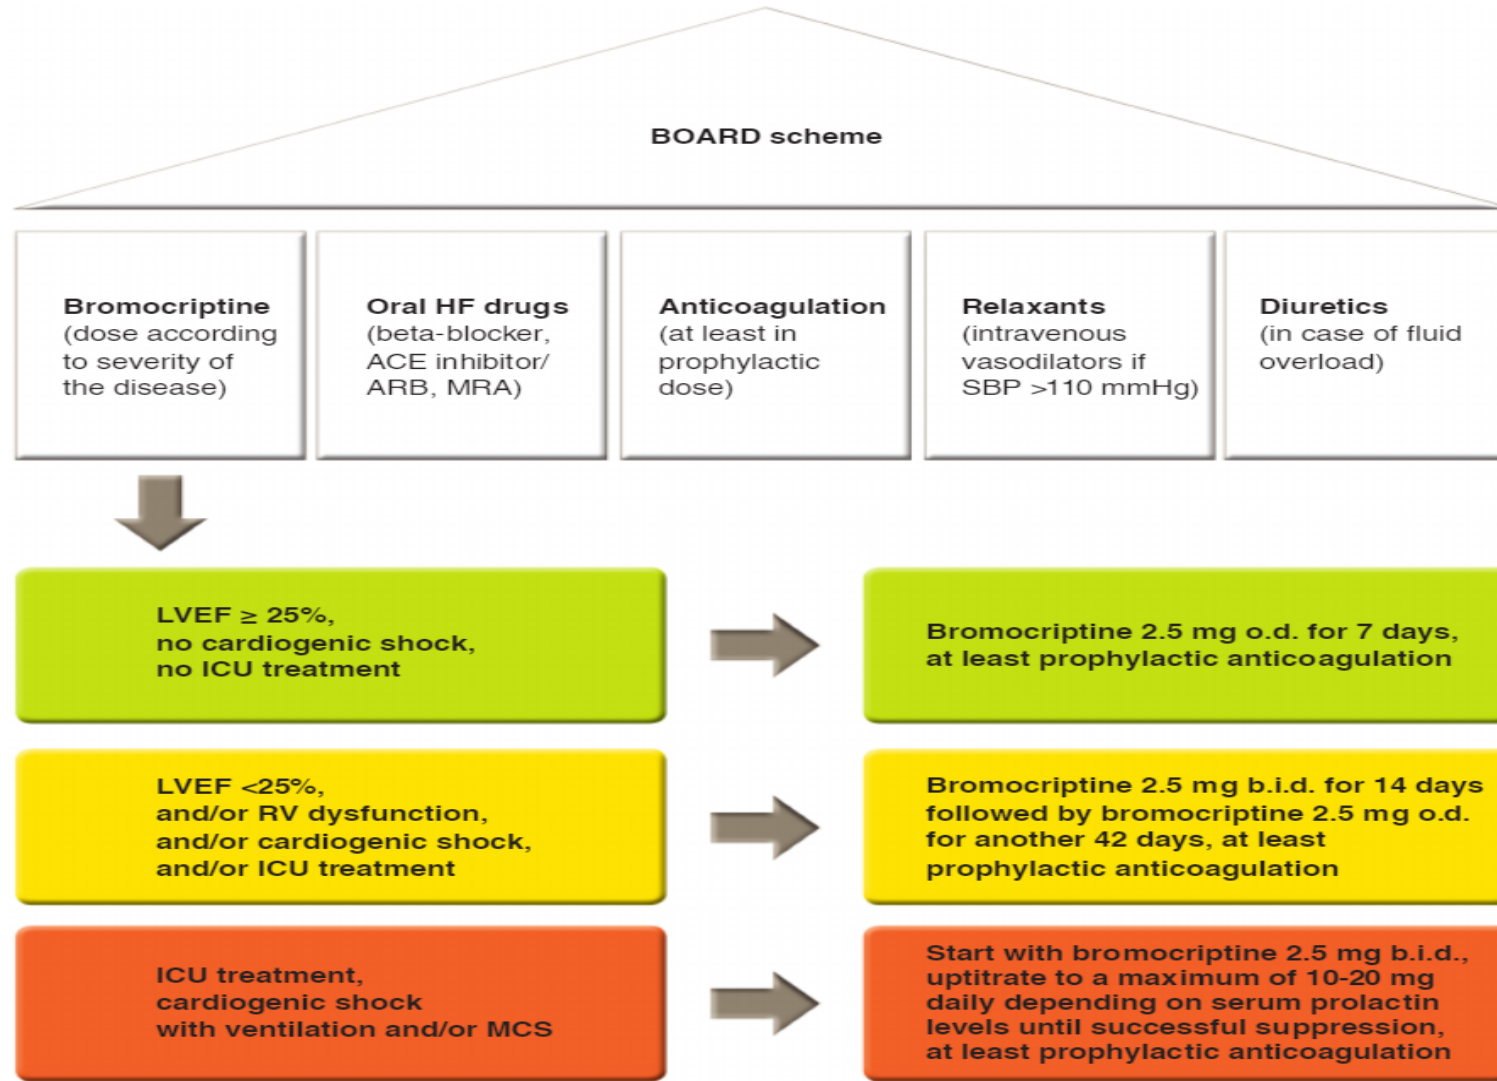 BOARD scheme
Bromocriptine
(dose according
to severity of
the disease)
Oral HF drugs
(beta-blocker,
ACE inhibitor/
ARB, MRA)
Anticoagulation
(at least in
prophylactic
dose)
Relaxants
(intravenous
vasodilators if
SBP >110 mmHg)
Diuretics
(in case of fluid
overload)
LVEF ≥ 25%,
no cardiogenic shock,
no ICU treatment
Bromocriptine 2.5 mg o.d. for 7 days,
at least prophylactic anticoagulation
LVEF <25%,
and/or RV dysfunction,
and/or cardiogenic shock,
and/or ICU treatment
Bromocriptine 2.5 mg b.i.d. for 14 days
followed by bromocriptine 2.5 mg o.d.
for another 42 days, at least
prophylactic anticoagulation
ICU treatment,
cardiogenic shock
with ventilation and/or MCS
Start with bromocriptine 2.5 mg b.i.d.,
uptitrate to a maximum of 10-20 mg
daily depending on serum prolactin
levels until successful suppression,
at least prophylactic anticoagulation